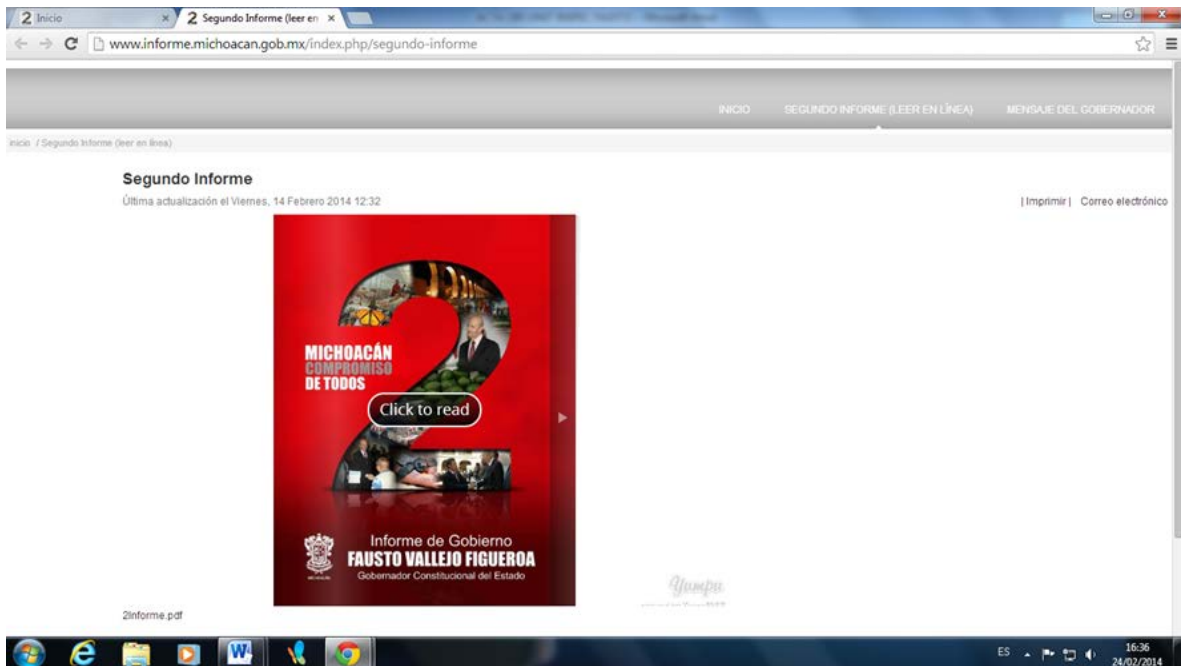 2 Inicio
2 Segundo Informe (leer en
www.informe.michoacan.gob.mx/index.php/segundo-informe
INICIO
SEGUNDO INFORME (LEER EN LÍNEA)
MENSAJE DEL GOBERNADOR
inicio / Segundo Informe (leer en línea)
Segundo Informe
Última actualización el Viernes, 14 Febrero 2014 12:32
| Imprimir | Correo electrónico
2
MICHOACÁN
COMPROMISO
DE TODOS
Click to read
Informe de Gobierno
FAUSTO VALLEJO FIGUEROA
Gobernador Constitucional del Estado
MICHOACÁN
Yumpu
2Informe.pdf
ES
16:36
24/02/2014